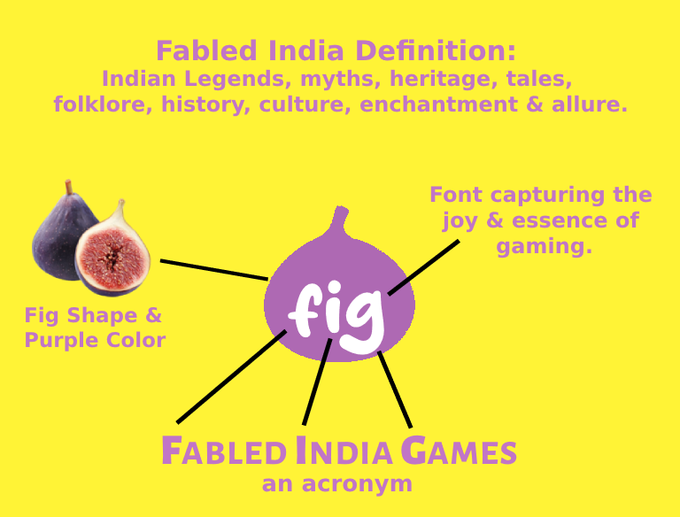 Fabled India Definition:
Indian Legends, myths, heritage, tales,
folklore, history, culture, enchantment & allure.
Font capturing the
joy & essence of
gaming.
fig
Fig Shape &
Purple Color
FABLED INDIA GAMES
an acronym